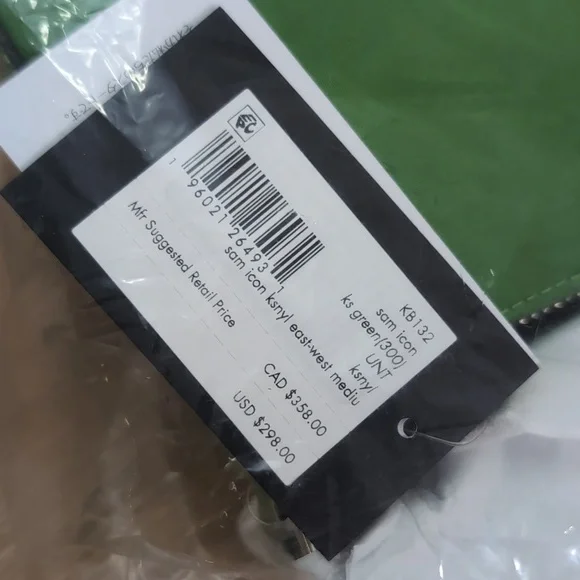 EPC
KB132
sam icon
ks green(300)
UNT
ksnyl
1 96021 26493 1
sam icon ksnyl east-west mediu
Mfr Suggested Retail Price
CAD $358.00
USD $298.00